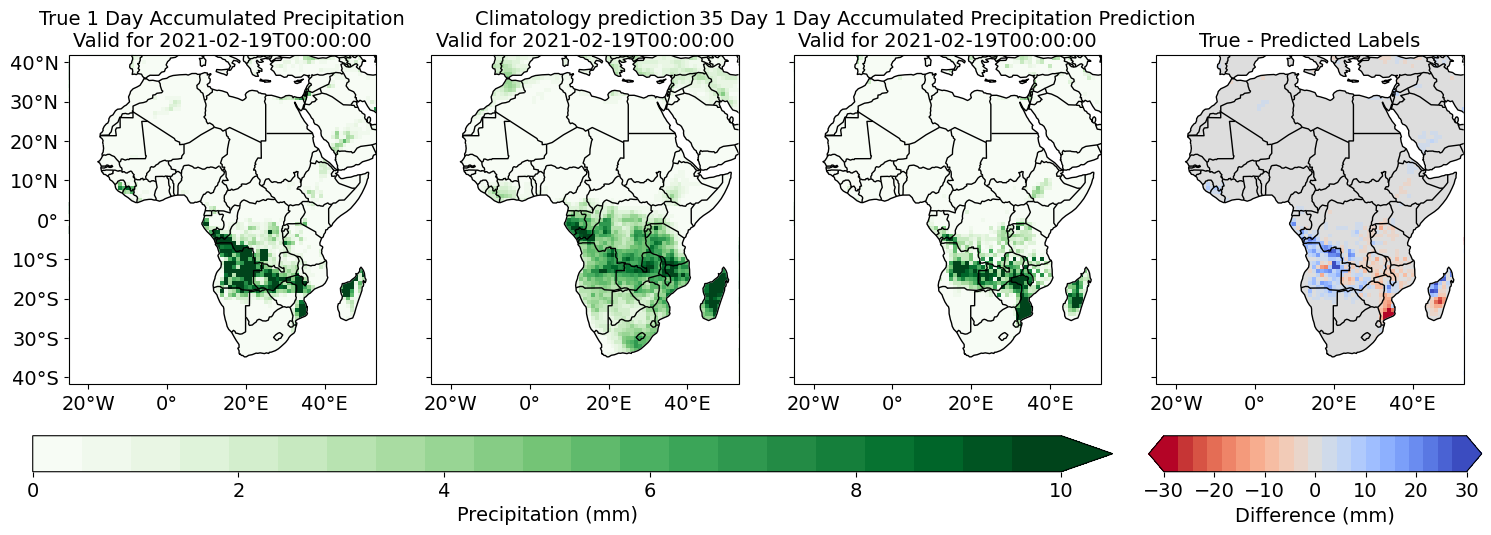 True 1 Day Accumulated Precipitation
Valid for 2021-02-19T00:00:00
Climatology prediction
Valid for 2021-02-19T00:00:00
35 Day 1 Day Accumulated Precipitation Prediction
Valid for 2021-02-19T00:00:00
True - Predicted Labels
40°N
30°N
20°N
10°N
0°
10°S
20°S
30°S
40°S
20°W 0° 20°E 40°E
20°W 0° 20°E 40°E
20°W 0° 20°E 40°E
20°W 0° 20°E 40°E
0 2 4 6 8 10
Precipitation (mm)
−30 −20 −10 0 10 20 30
Difference (mm)